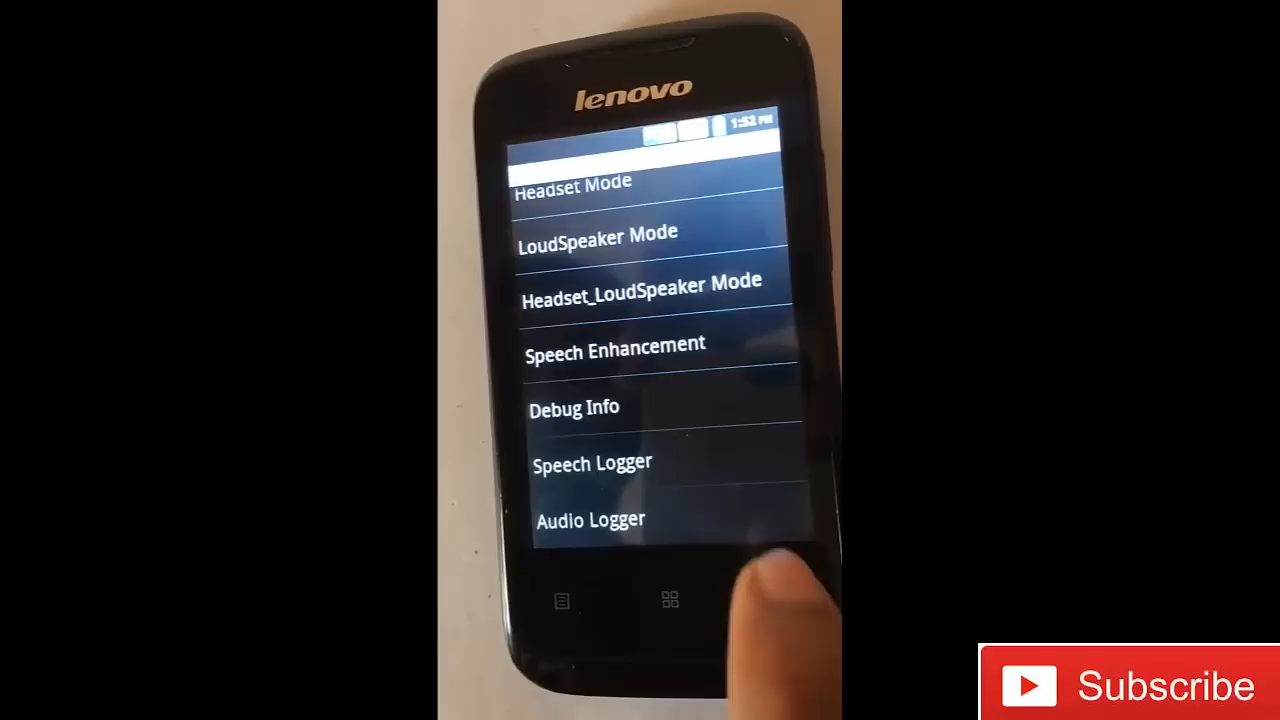 lenovo
1:52 PM
Headset Mode
LoudSpeaker Mode
Headset_LoudSpeaker Mode
Speech Enhancement
Debug Info
Speech Logger
Audio Logger
Subscribe